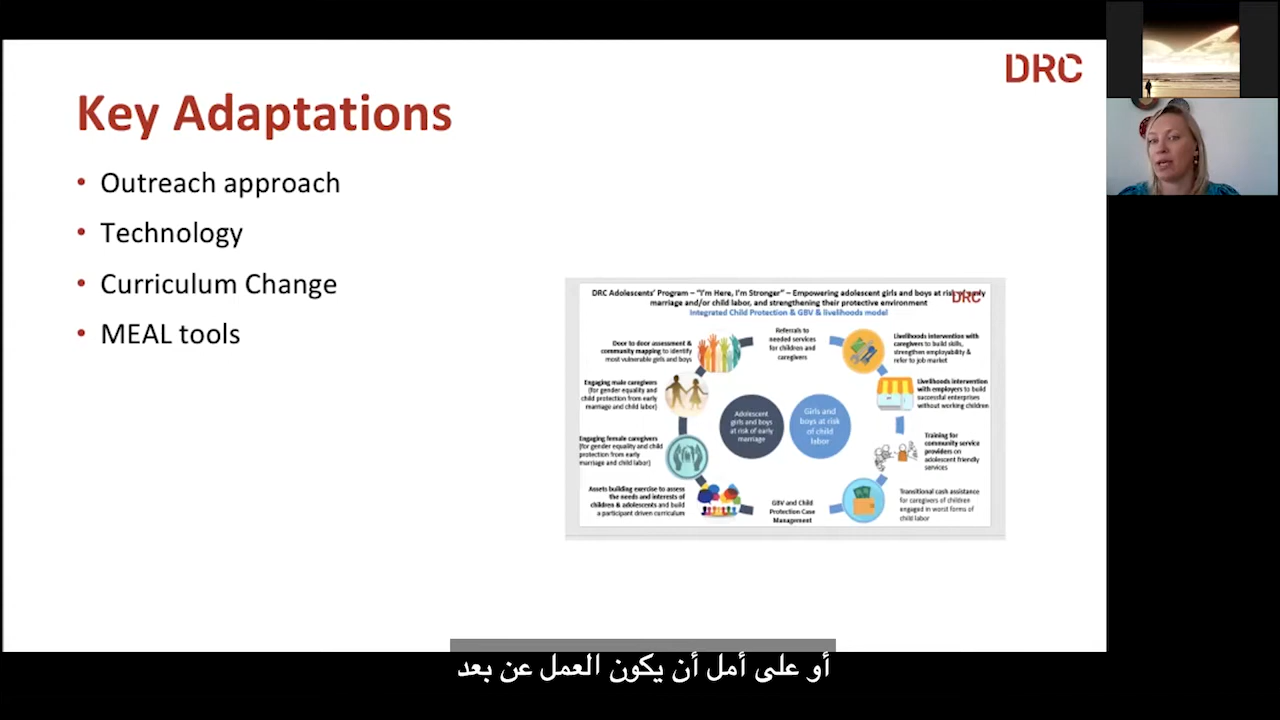 DRC
Key Adaptations
• Outreach approach
• Technology
• Curriculum Change
• MEAL tools
DRC Adolescents' Program – "I'm Here, I'm Stronger" – Empowering adolescent girls and boys at risk of early
marriage and/or child labor, and strengthening their protective environment
DRC
Integrated Child Protection & GBV & livelihoods model
Referrals to
needed services
for children and
caregivers
Door to door assessment &
community mapping to identify
most vulnerable girls and boys
Livelihoods intervention with
caregivers to build skills,
strengthen employability &
refer to job market
Engaging male caregivers
(for gender equality and
child protection from early
marriage and child labor)
Livelihoods intervention
with employers to build
successful enterprises
without working children
Adolescent
girls and boys
at risk of early
marriage
Girls and
boys at risk
of child
labor
Engaging female caregivers
(for gender equality and child
protection from early
marriage and child labor)
Training for
community service
providers on
adolescent friendly
services
Assets building exercise to assess
the needs and interests of
children & adolescents and build
a participant driven curriculum
GBV and Child
Protection Case
Management
Transitional cash assistance
for caregivers of children
engaged in worst forms of
child labor
أو على أمل أن يكون العمل عن بعد